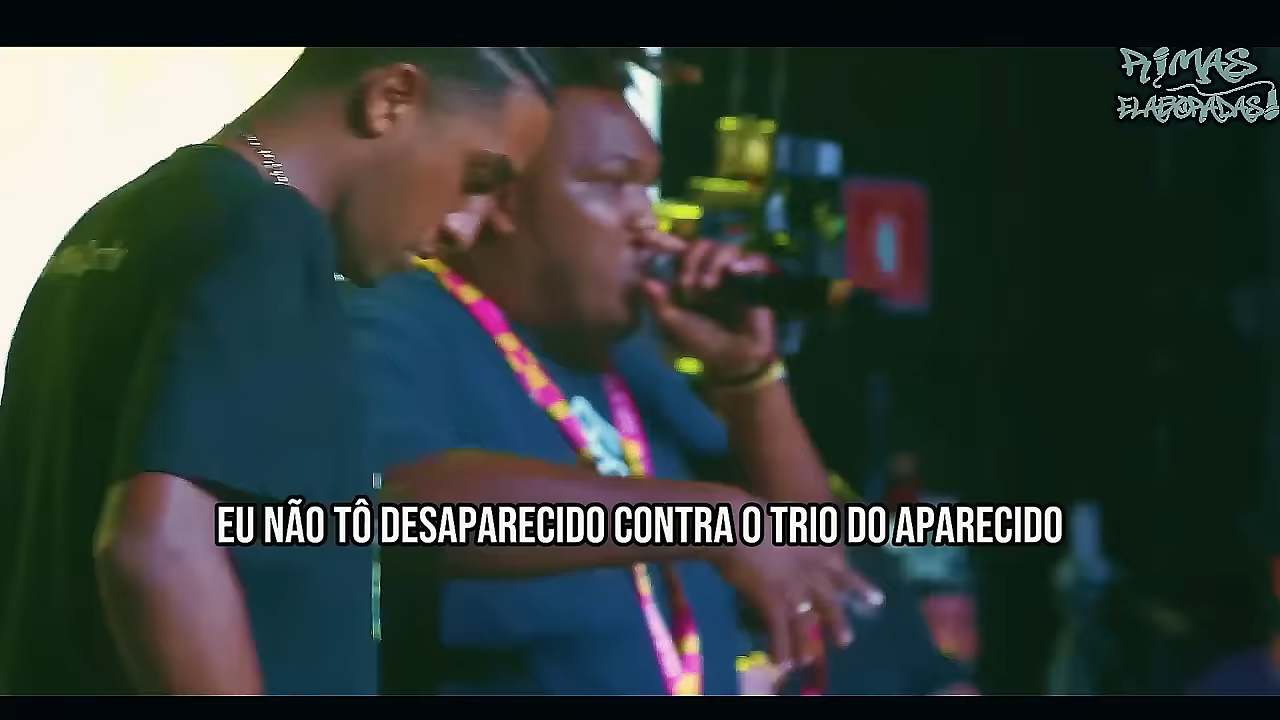 RiMAS
ELABORADAS!
EU NÃO TÔ DESAPARECIDO CONTRA O TRIO DO APARECIDO